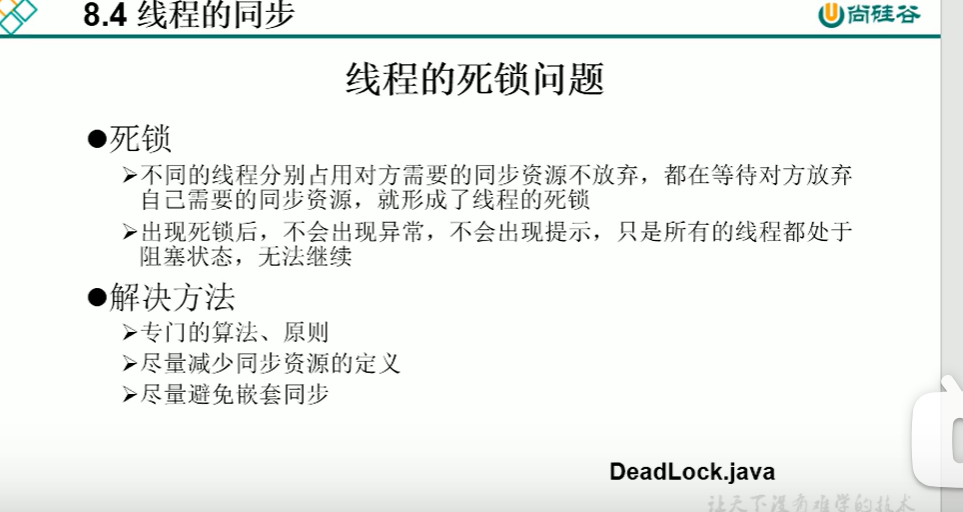 8.4 线程的同步
尚硅谷
线程的死锁问题
●死锁
➢不同的线程分别占用对方需要的同步资源不放弃，都在等待对方放弃
自己需要的同步资源，就形成了线程的死锁
➢出现死锁后，不会出现异常，不会出现提示，只是所有的线程都处于
阻塞状态，无法继续
●解决方法
➢专门的算法、原则
➢尽量减少同步资源的定义
➢尽量避免嵌套同步
DeadLock.java
让天下没有难学的技术